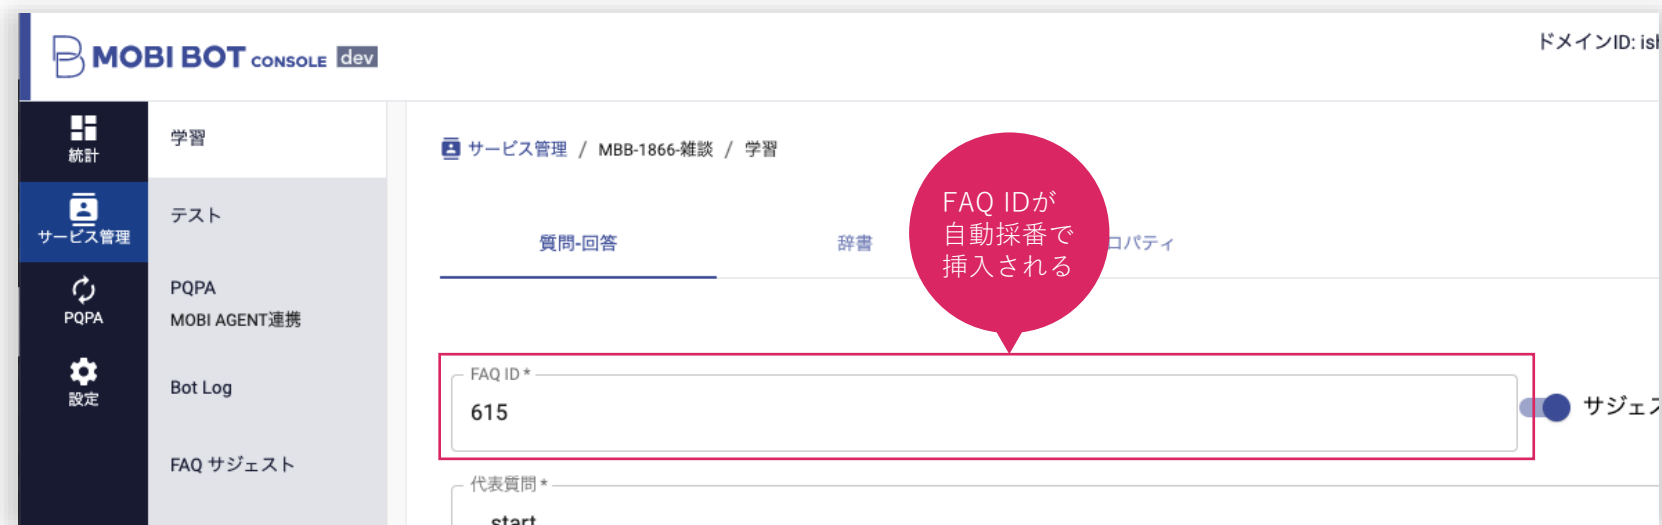 MOBI BOT CONSOLE dev
ドメインID: ish
統計
サービス管理
PQPA
設定
学習
テスト
PQPA
MOBI AGENT連携
Bot Log
FAQ サジェスト
サービス管理 / MBB-1866-雑談 / 学習
質問-回答
辞書
ロパティ
FAQ IDが
自動採番で
挿入される
FAQ ID *
615
サジェス
代表質問 *
start